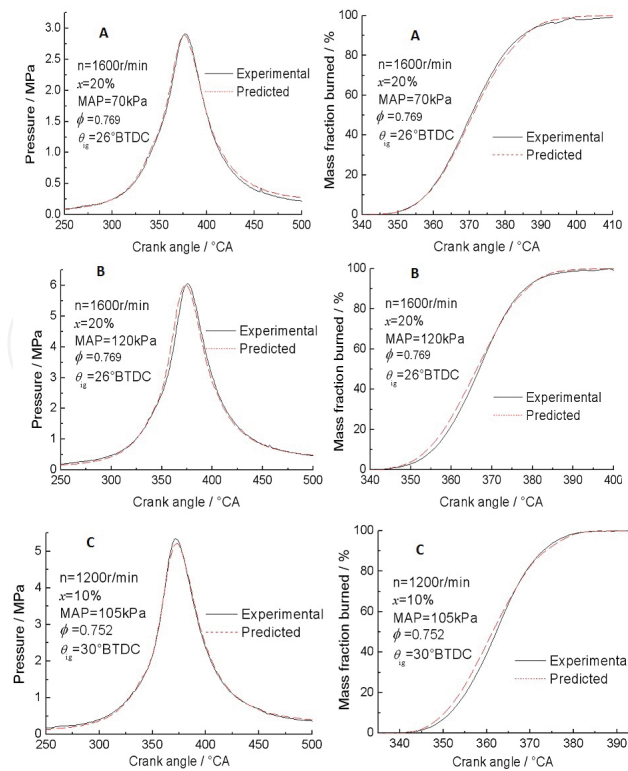 A
n=1600r/min
x=20%
MAP=70kPa
ϕ=0.769
θig=26°BTDC
Experimental
Predicted
Pressure / MPa
3.0
2.5
2.0
1.5
1.0
0.5
0.0
250 300 350 400 450 500
Crank angle / °CA
A
n=1600r/min
x=20%
MAP=70kPa
ϕ=0.769
θig=26°BTDC
Experimental
Predicted
Mass fraction burned / %
100
80
60
40
20
0
340 350 360 370 380 390 400 410
Crank angle / °CA
B
n=1600r/min
x=20%
MAP=120kPa
ϕ=0.769
θig=26°BTDC
Experimental
Predicted
Pressure / MPa
6
5
4
3
2
1
0
250 300 350 400 450 500
Crank angle / °CA
B
n=1600r/min
x=20%
MAP=120kPa
ϕ=0.769
θig=26°BTDC
Experimental
Predicted
Mass fraction burned / %
100
80
60
40
20
0
340 350 360 370 380 390 400
Crank angle / °CA
C
n=1200r/min
x=10%
MAP=105kPa
ϕ=0.752
θig=30°BTDC
Experimental
Predicted
Pressure / MPa
5
4
3
2
1
0
250 300 350 400 450 500
Crank angle / °CA
C
n=1200r/min
x=10%
MAP=105kPa
ϕ=0.752
θig=30°BTDC
Experimenta
Predicted
Mass fraction burned / %
100
80
60
40
20
0
340 350 360 370 380 390
Crank angle / °CA